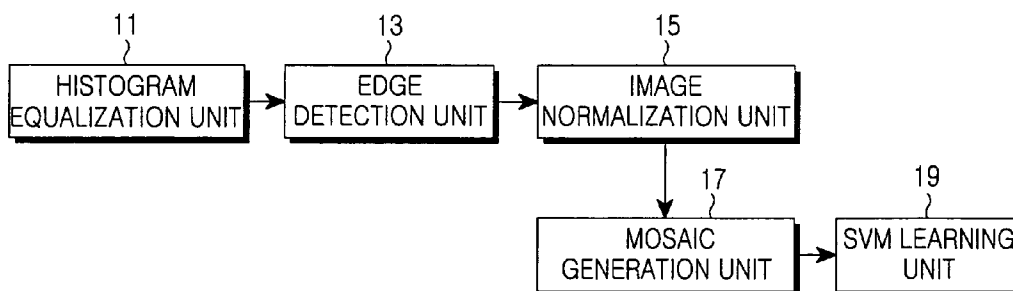 11
13
15
HISTOGRAM
EQUALIZATION UNIT
EDGE
DETECTION UNIT
IMAGE
NORMALIZATION UNIT
17
19
MOSAIC
GENERATION UNIT
SVM LEARNING
UNIT